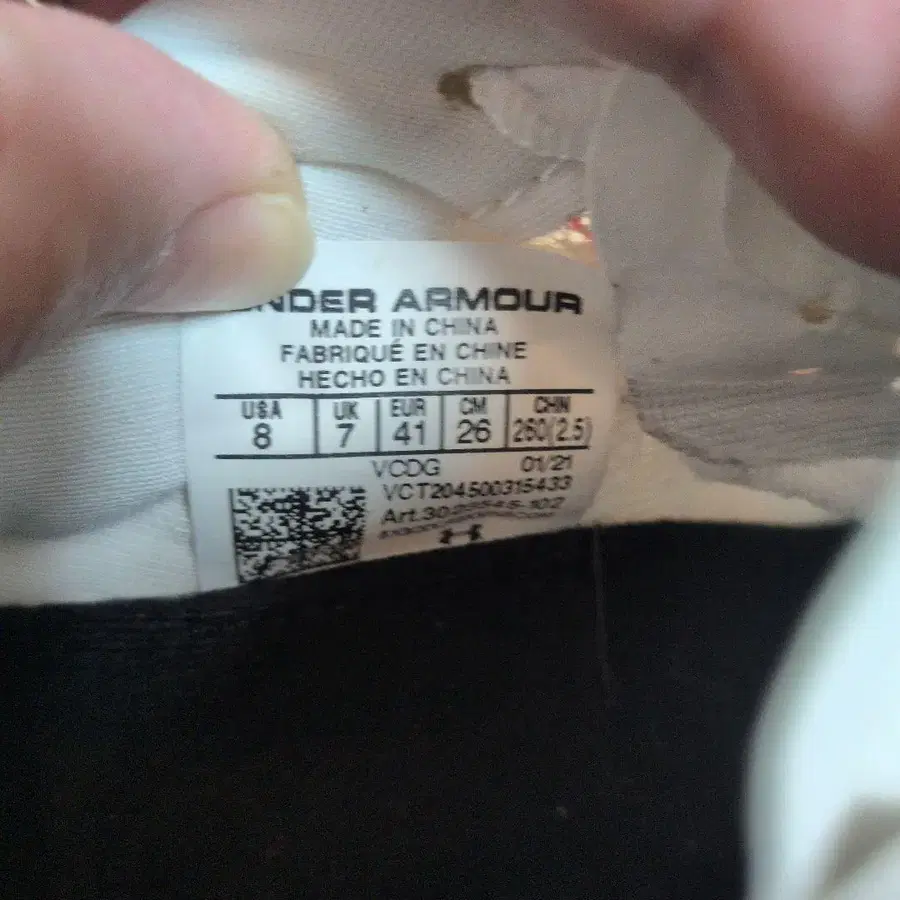 UNDER ARMOUR
MADE IN CHINA
FABRIQUÉ EN CHINE
HECHO EN CHINA
USA UK EUR CM CHN
8 7 41 26 260(2.5)
VCDG 01/21
VCT204500315433